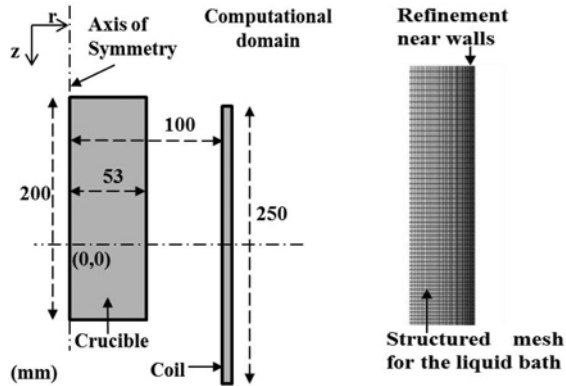 r
z
Axis of
Symmetry
Computational
domain
100
53
200
250
(0,0)
Crucible
Coil
(mm)
Refinement
near walls
Structured mesh
for the liquid bath